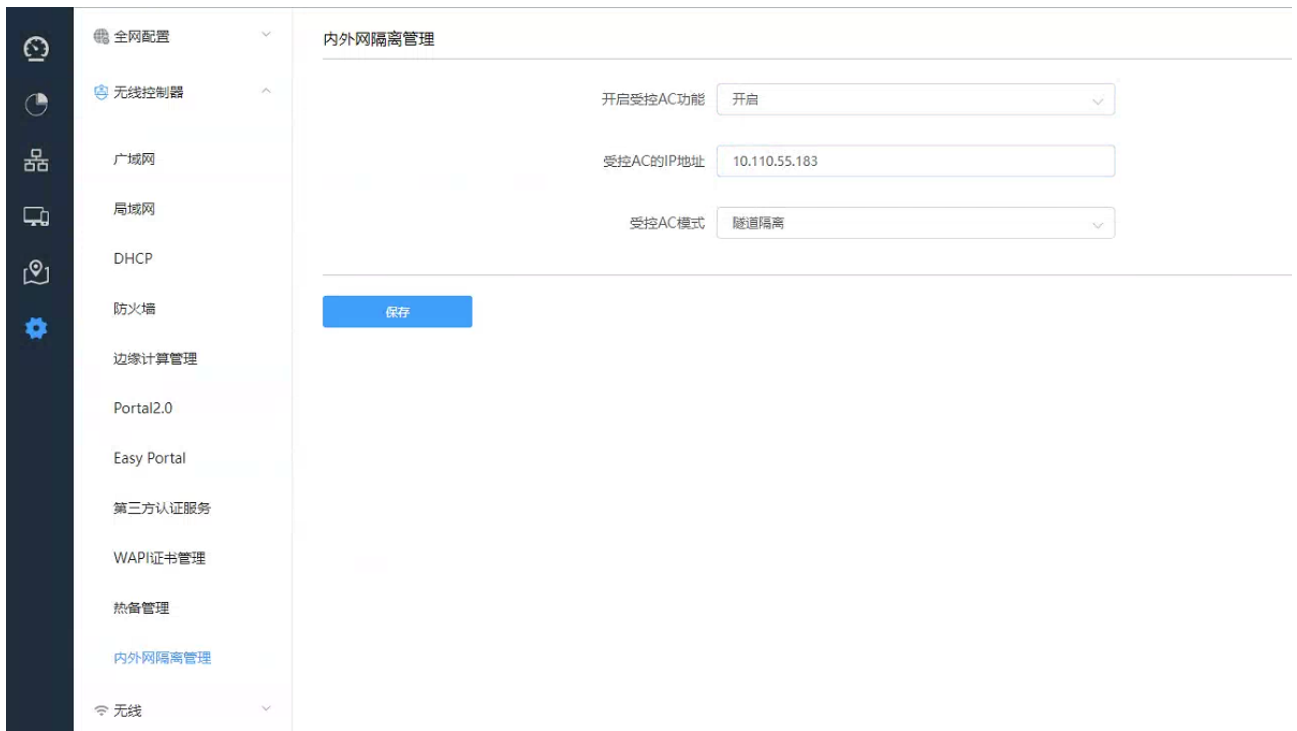 全网配置
无线控制器
广域网
局域网
DHCP
防火墙
边缘计算管理
Portal2.0
Easy Portal
第三方认证服务
WAPI证书管理
热备管理
内外网隔离管理
无线
内外网隔离管理
开启受控AC功能 开启
受控AC的IP地址 10.110.55.183
受控AC模式 隧道隔离
保存